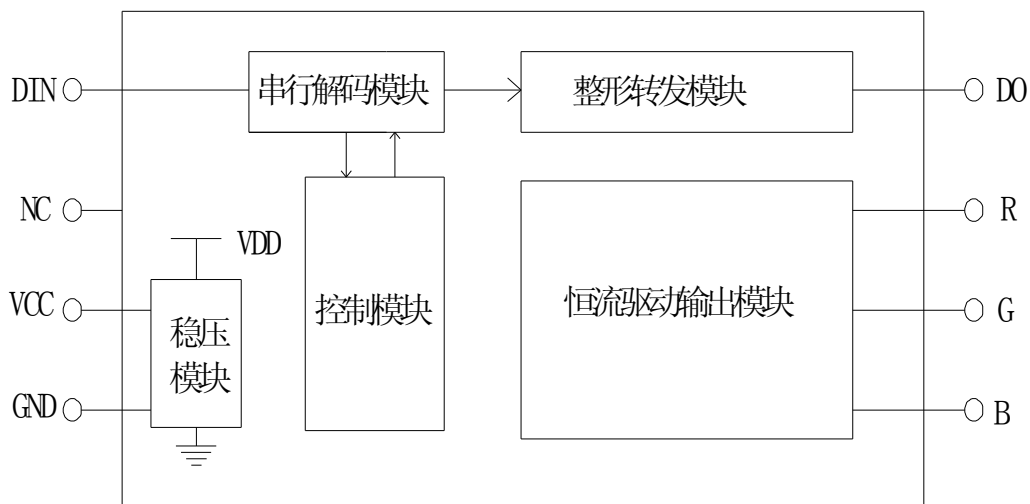 DIN
串行解码模块
整形转发模块
DO
NC
R
VDD
VCC
稳压
模块
控制模块
恒流驱动输出模块
G
GND
B